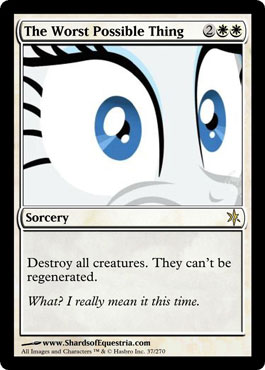 The Worst Possible Thing 2
Sorcery
Destroy all creatures. They can't be
regenerated.
What? I really mean it this time.
www.ShardsofEquestria.com
All Images and Characters ™ & © Hasbro Inc. 37/270